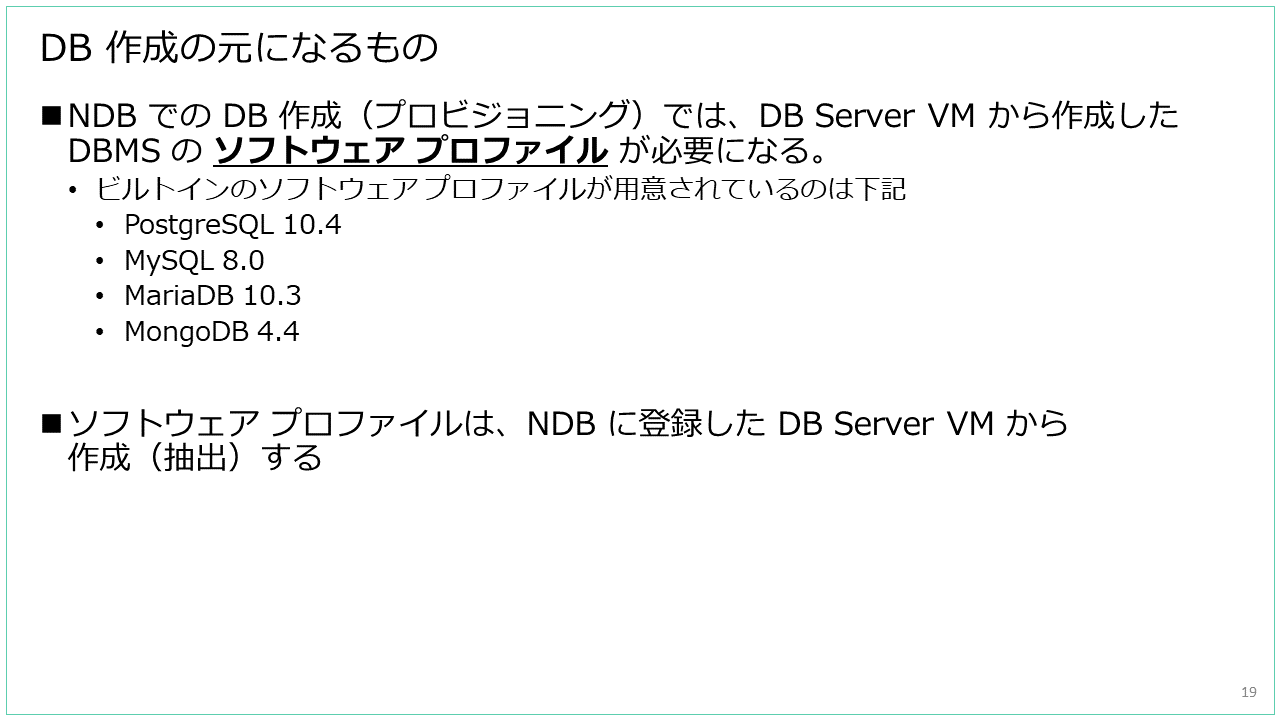 DB 作成の元になるもの
■NDB での DB 作成（プロビジョニング）では、DB Server VM から作成した
DBMS の ソフトウェア プロファイル が必要になる。
• ビルトインのソフトウェア プロファイルが用意されているのは下記
• PostgreSQL 10.4
• MySQL 8.0
• MariaDB 10.3
• MongoDB 4.4
■ソフトウェア プロファイルは、NDB に登録した DB Server VM から
作成（抽出）する
19